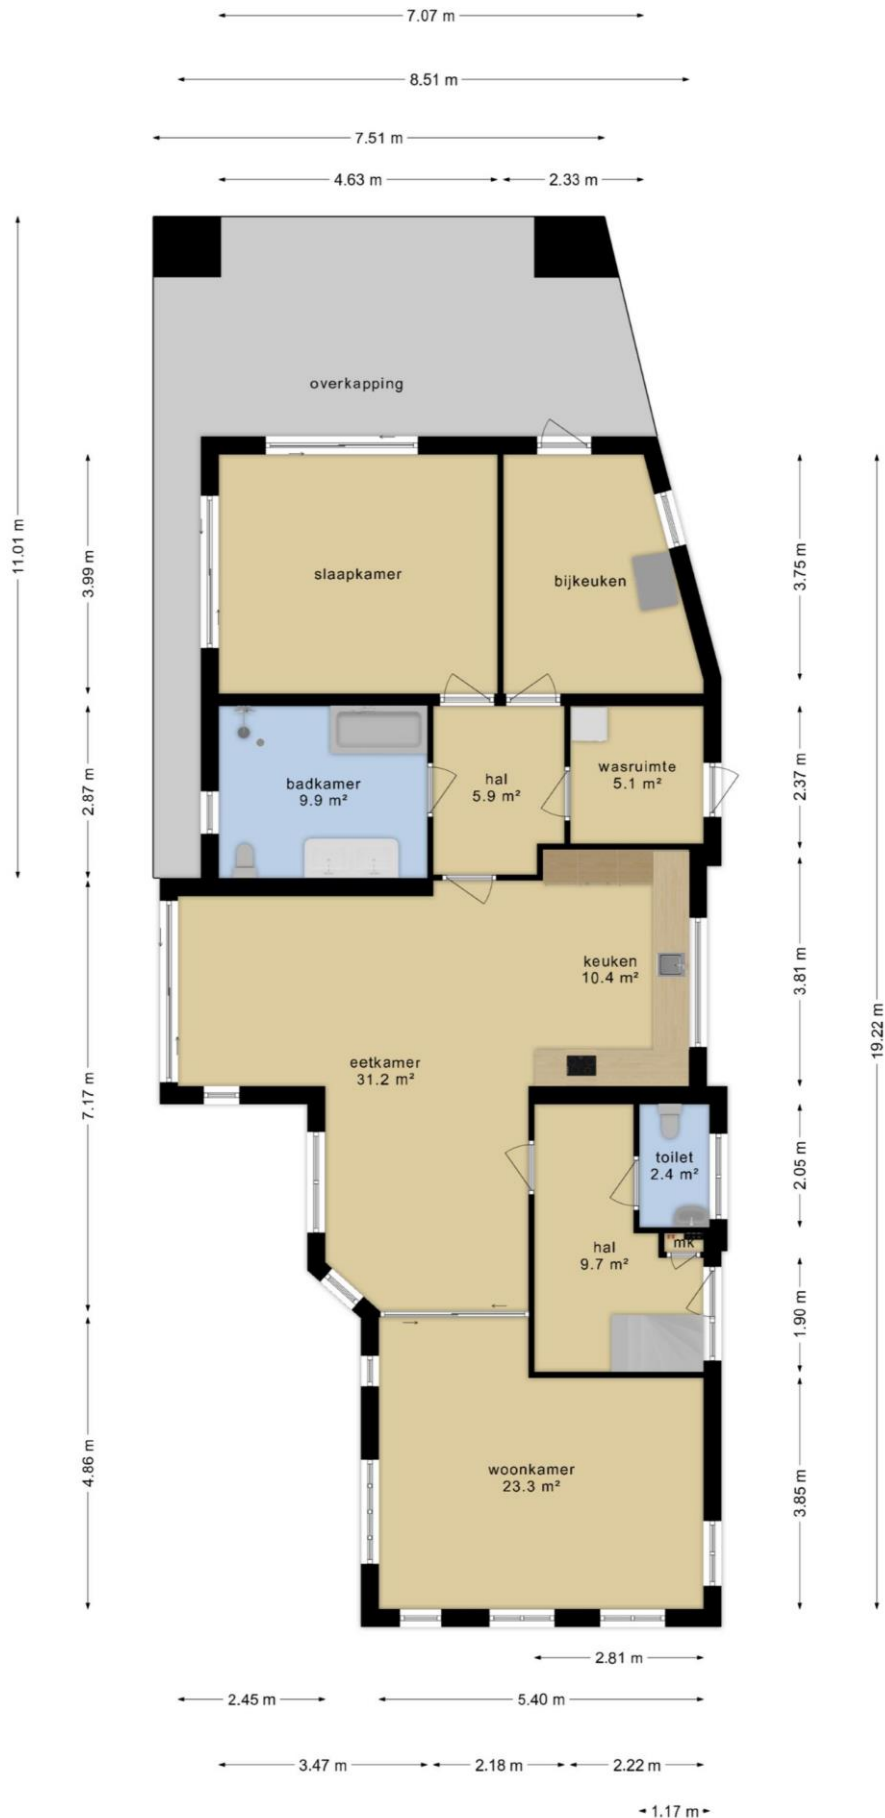 7.07 m
8.51 m
7.51 m
4.63 m
2.33 m
overkapping
11.01 m
3.99 m
slaapkamer
bijkeuken
3.75 m
2.87 m
badkamer
9.9 m²
hal
5.9 m²
wasruimte
5.1 m²
2.37 m
keuken
10.4 m²
3.81 m
19.22 m
7.17 m
eetkamer
31.2 m²
toilet
2.4 m²
2.05 m
mk
hal
9.7 m²
1.90 m
4.86 m
woonkamer
23.3 m²
3.85 m
2.81 m
2.45 m
5.40 m
3.47 m
2.18 m
2.22 m
1.17 m